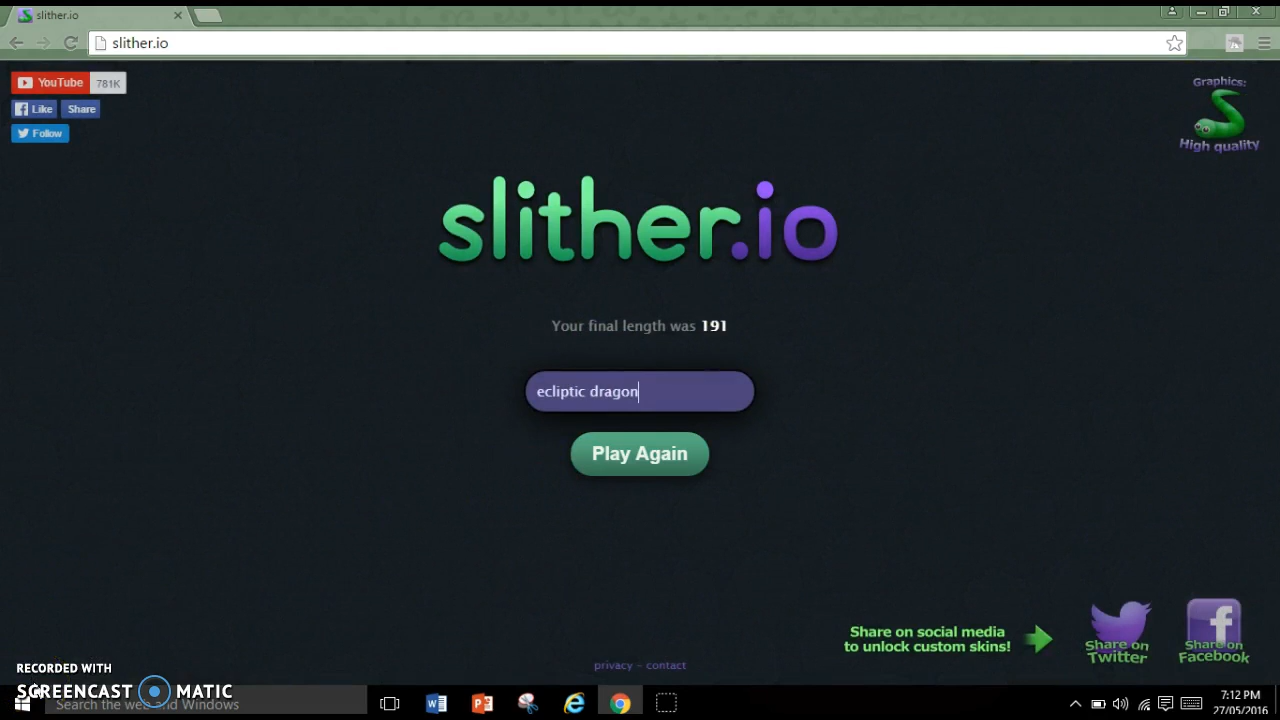 slither.io
slither.io
YouTube 781K
Like Share
Follow
Graphics:
High quality
slither.io
Your final length was 191
ecliptic dragon
Play Again
Share on social media
to unlock custom skins!
Share on
Twitter
Share on
Facebook
privacy - contact
RECORDED WITH
SCREENCAST MATIC
Search the web and Windows
7:12 PM
27/05/2016